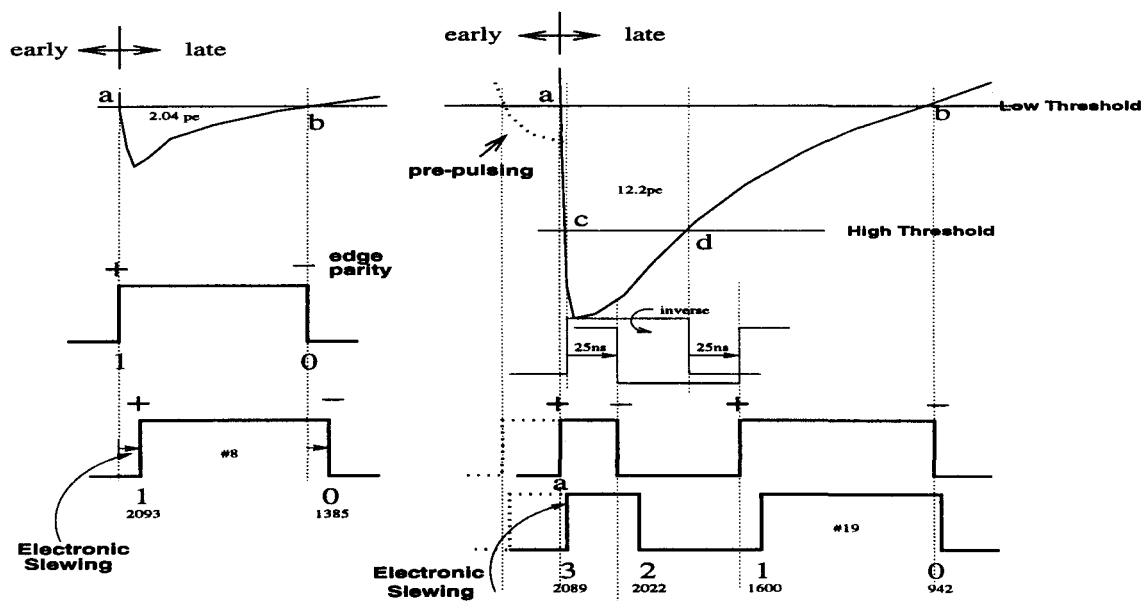 early late
a
2.04 pe
b
+ − edge
parity
1 0
+ −
#8
1 0
2093 1385
Electronic
Slewing
early late
a
b Low Threshold
pre-pulsing
12.2pe
c
d High Threshold
inverse
25ns 25ns
+ − + −
a
#19
3 2 1 0
2089 2022 1600 942
Electronic
Slewing